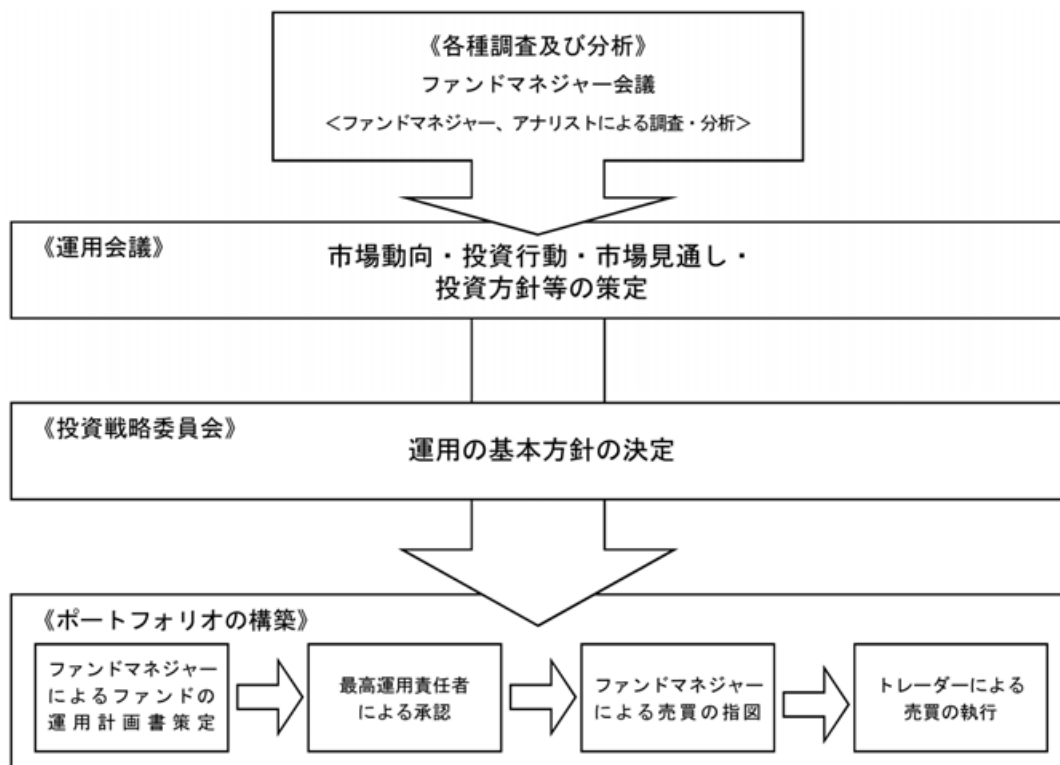 《各種調査及び分析》
ファンドマネジャー会議
＜ファンドマネジャー、アナリストによる調査・分析＞
《運用会議》
市場動向・投資行動・市場見通し・
投資方針等の策定
《投資戦略委員会》
運用の基本方針の決定
《ポートフォリオの構築》
ファンドマネジャー
によるファンドの
運用計画書策定
最高運用責任者
による承認
ファンドマネジャー
による売買の指図
トレーダーによる
売買の執行